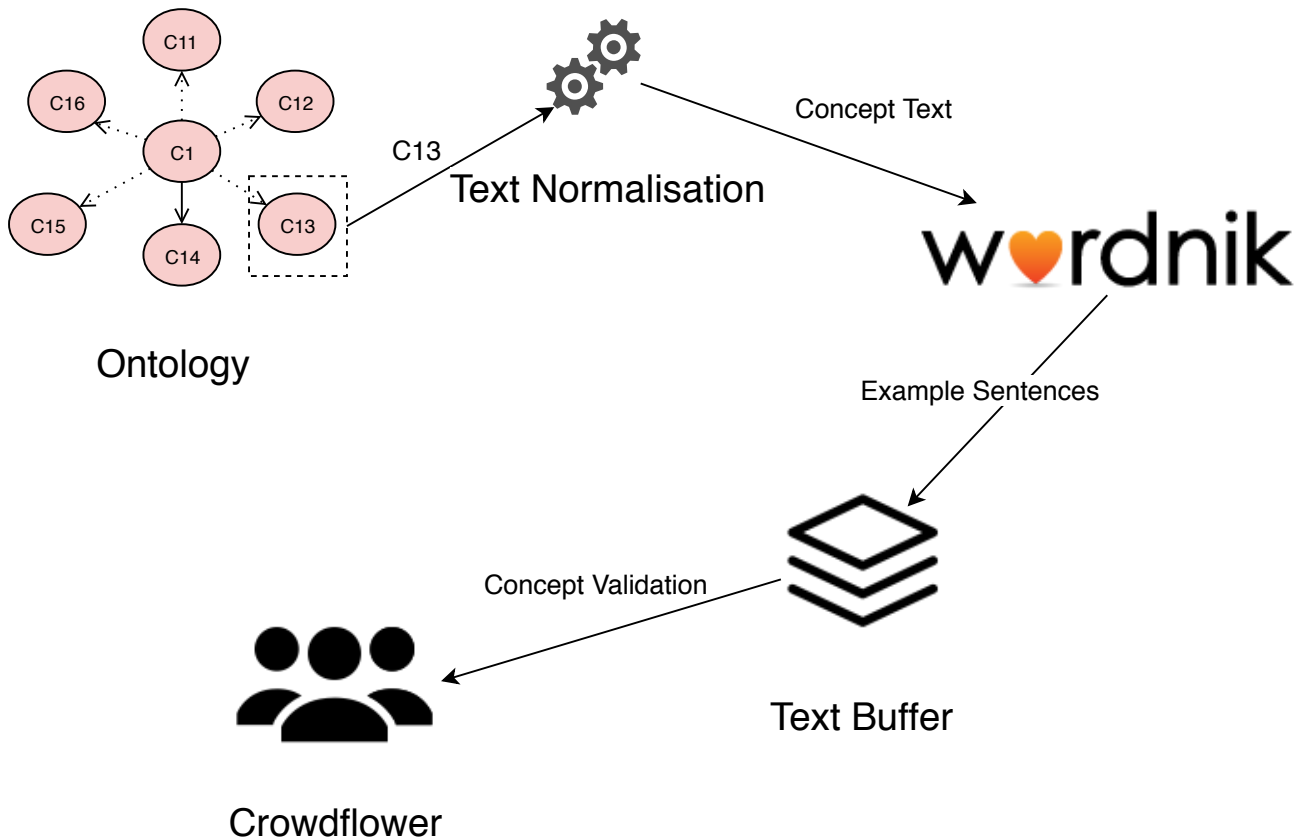 C11
C16
C12
C1
C15
C13
C14
C13
Ontology
Text Normalisation
Concept Text
wordnik
Example Sentences
Text Buffer
Concept Validation
Crowdflower